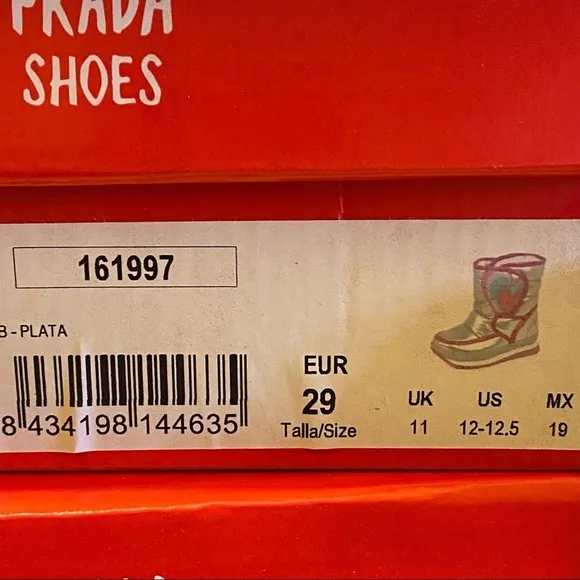 PRADA
SHOES
161997
B-PLATA
8 434198 144635
EUR
29
Talla/Size
UK
11
US
12-12.5
MX
19